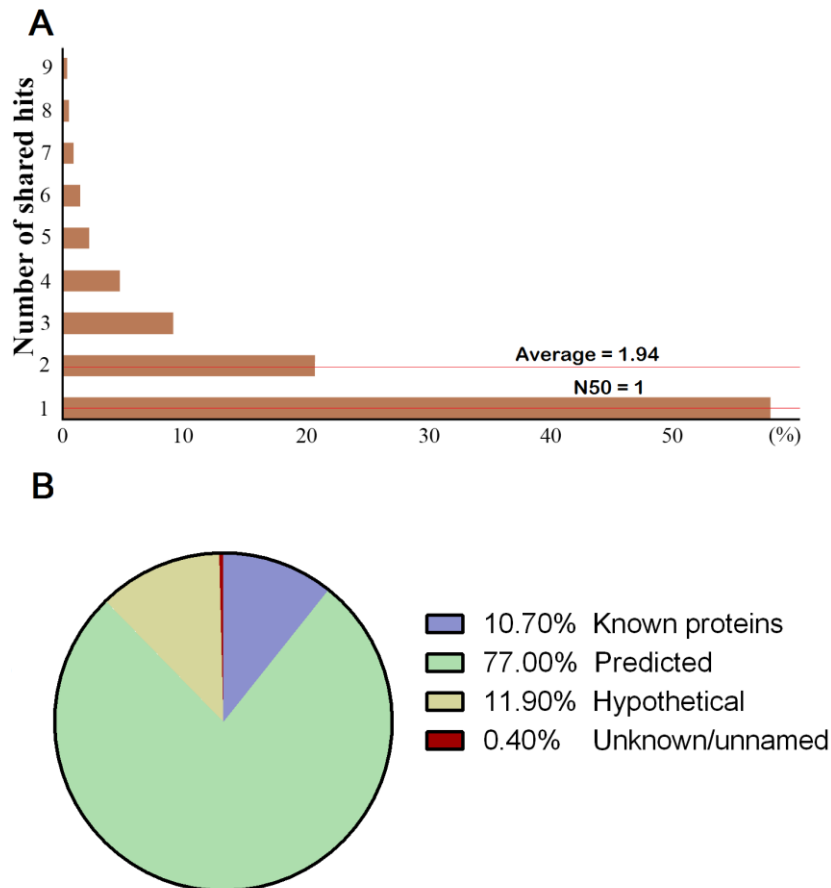 A
Number of shared hits
9
8
7
6
5
4
3
2
1
Average = 1.94
N50 = 1
0 10 20 30 40 50 (%)
B
10.70% Known proteins
77.00% Predicted
11.90% Hypothetical
0.40% Unknown/unnamed